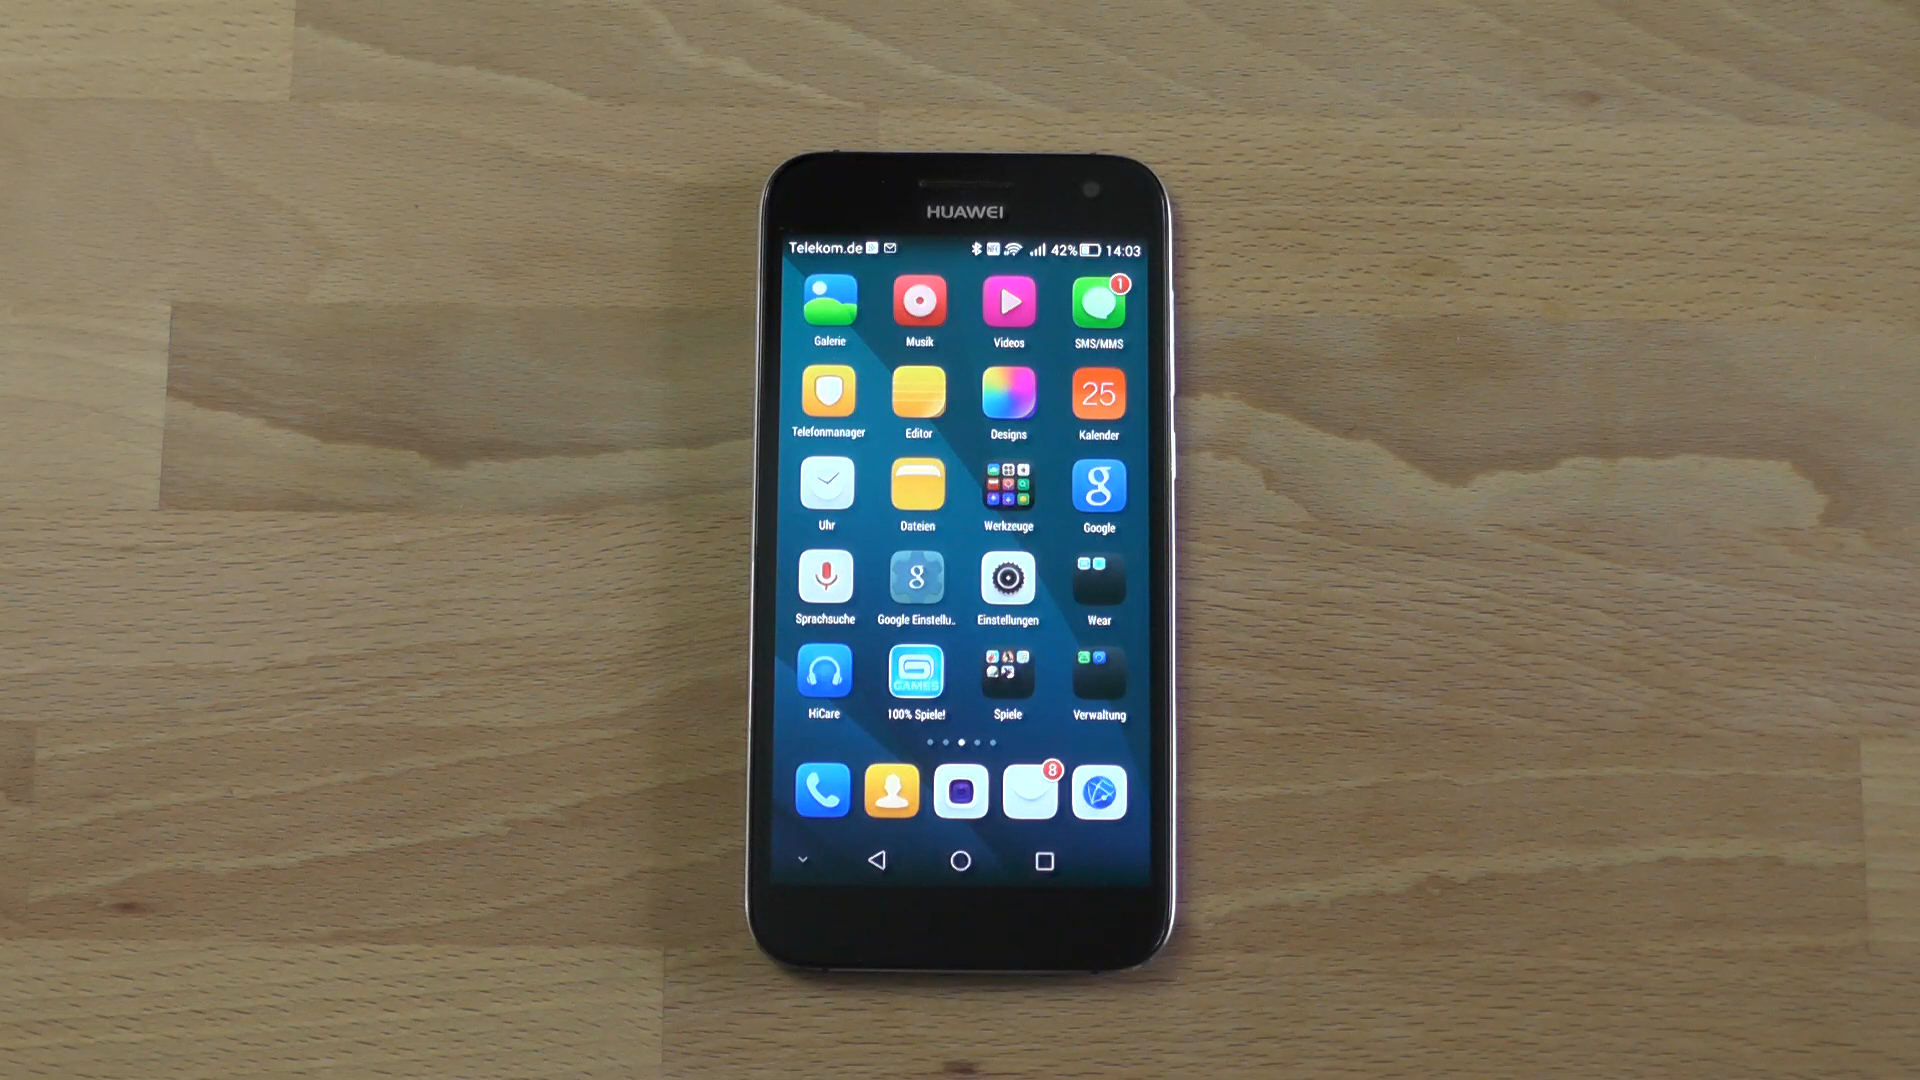 HUAWEI
Telekom.de 42% 14:03
1
Galerie Musik Videos SMS/MMS
25
Telefonmanager Editor Designs Kalender
g
Uhr Dateien Werkzeuge Google
g
Sprachsuche Google Einstellu.. Einstellungen Wear
GAMES
HiCare 100% Spiele! Spiele Verwaltung
8